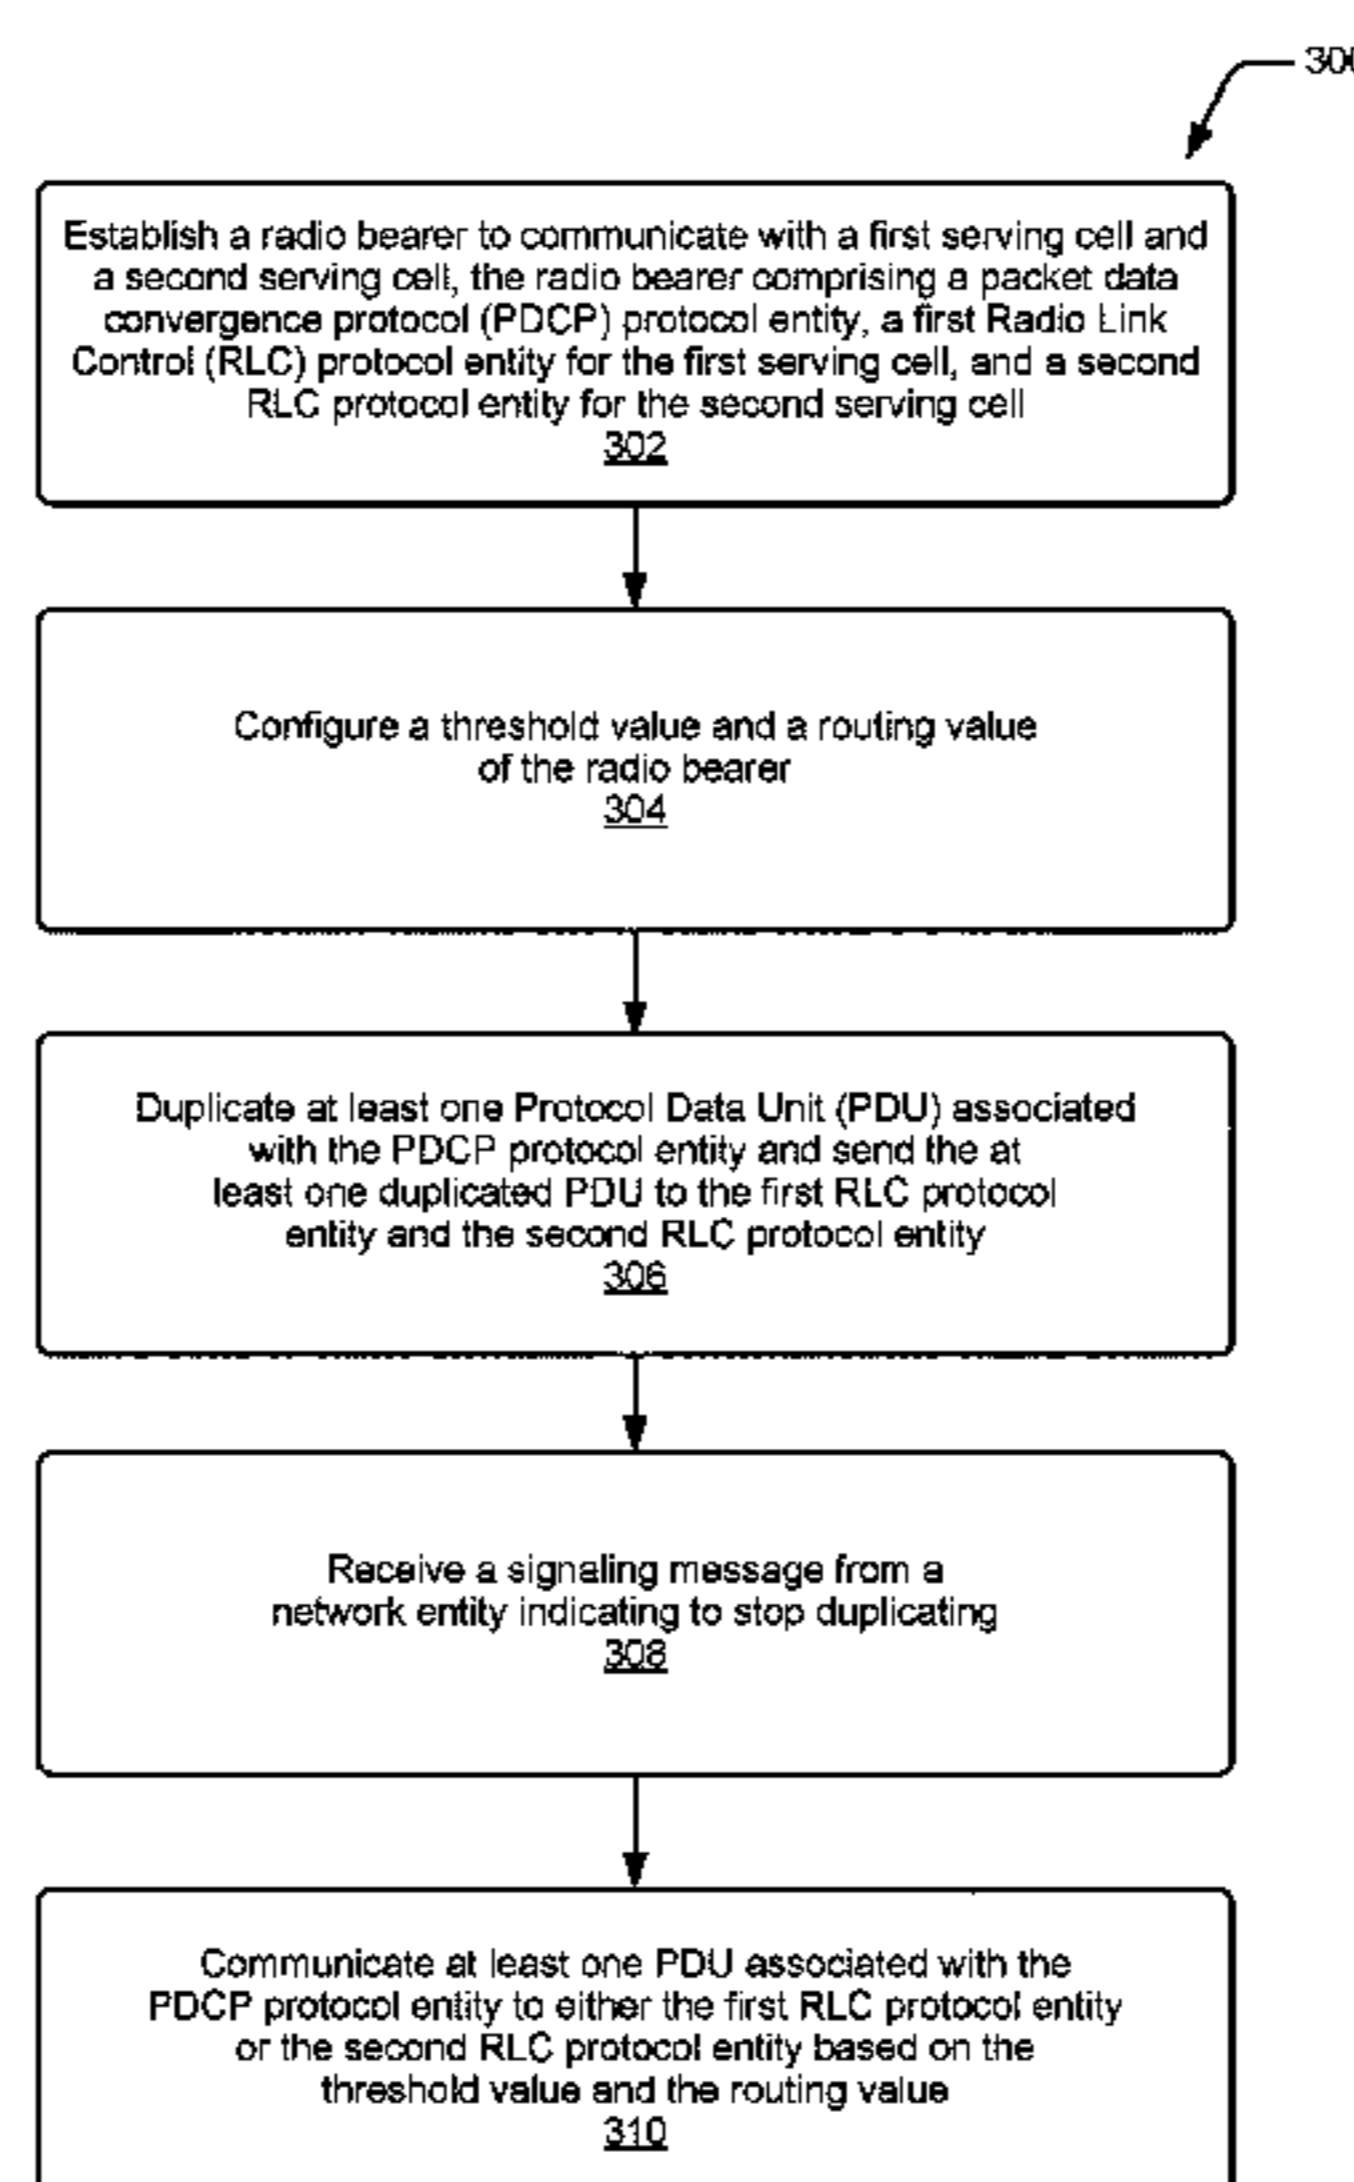 300
Establish a radio bearer to communicate with a first serving cell and
a second serving cell, the radio bearer comprising a packet data
convergence protocol (PDCP) protocol entity, a first Radio Link
Control (RLC) protocol entity for the first serving cell, and a second
RLC protocol entity for the second serving cell
302
Configure a threshold value and a routing value
of the radio bearer
304
Duplicate at least one Protocol Data Unit (PDU) associated
with the PDCP protocol entity and send the at
least one duplicated PDU to the first RLC protocol
entity and the second RLC protocol entity
306
Receive a signaling message from a
network entity indicating to stop duplicating
308
Communicate at least one PDU associated with the
PDCP protocol entity to either the first RLC protocol entity
or the second RLC protocol entity based on the
threshold value and the routing value
310